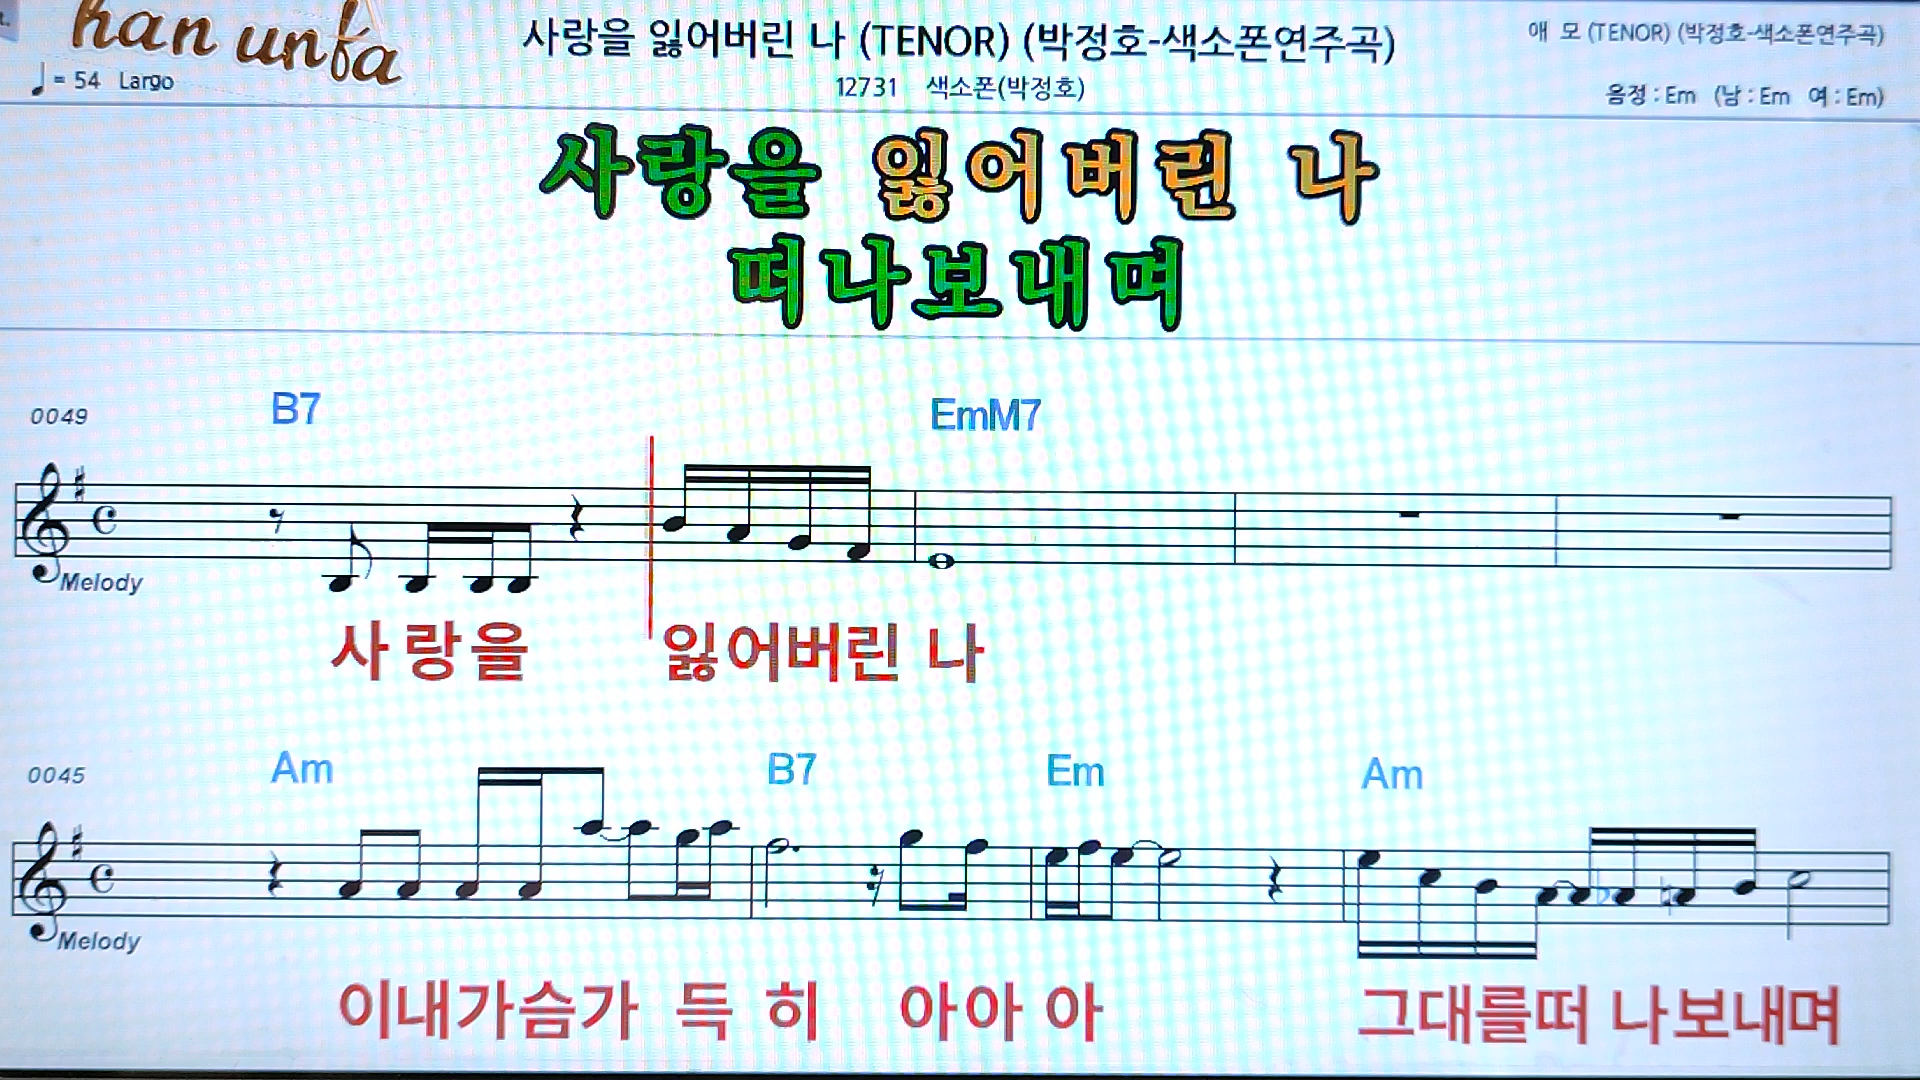 han unfa
사랑을 잃어버린 나 (TENOR) (박정호-색소폰연주곡)
애 모 (TENOR) (박정호-색소폰연주곡)
= 54 Largo
12731 색소폰(박정호)
음정 : Em (남 : Em 여 : Em)
사랑을 잃어버린 나
떠나보내며
0049 B7 EmM7
Melody
사랑을 잃어버린 나
0045 Am B7 Em Am
Melody
이내가슴가 득 히 아아 아 그대를떠 나보내며